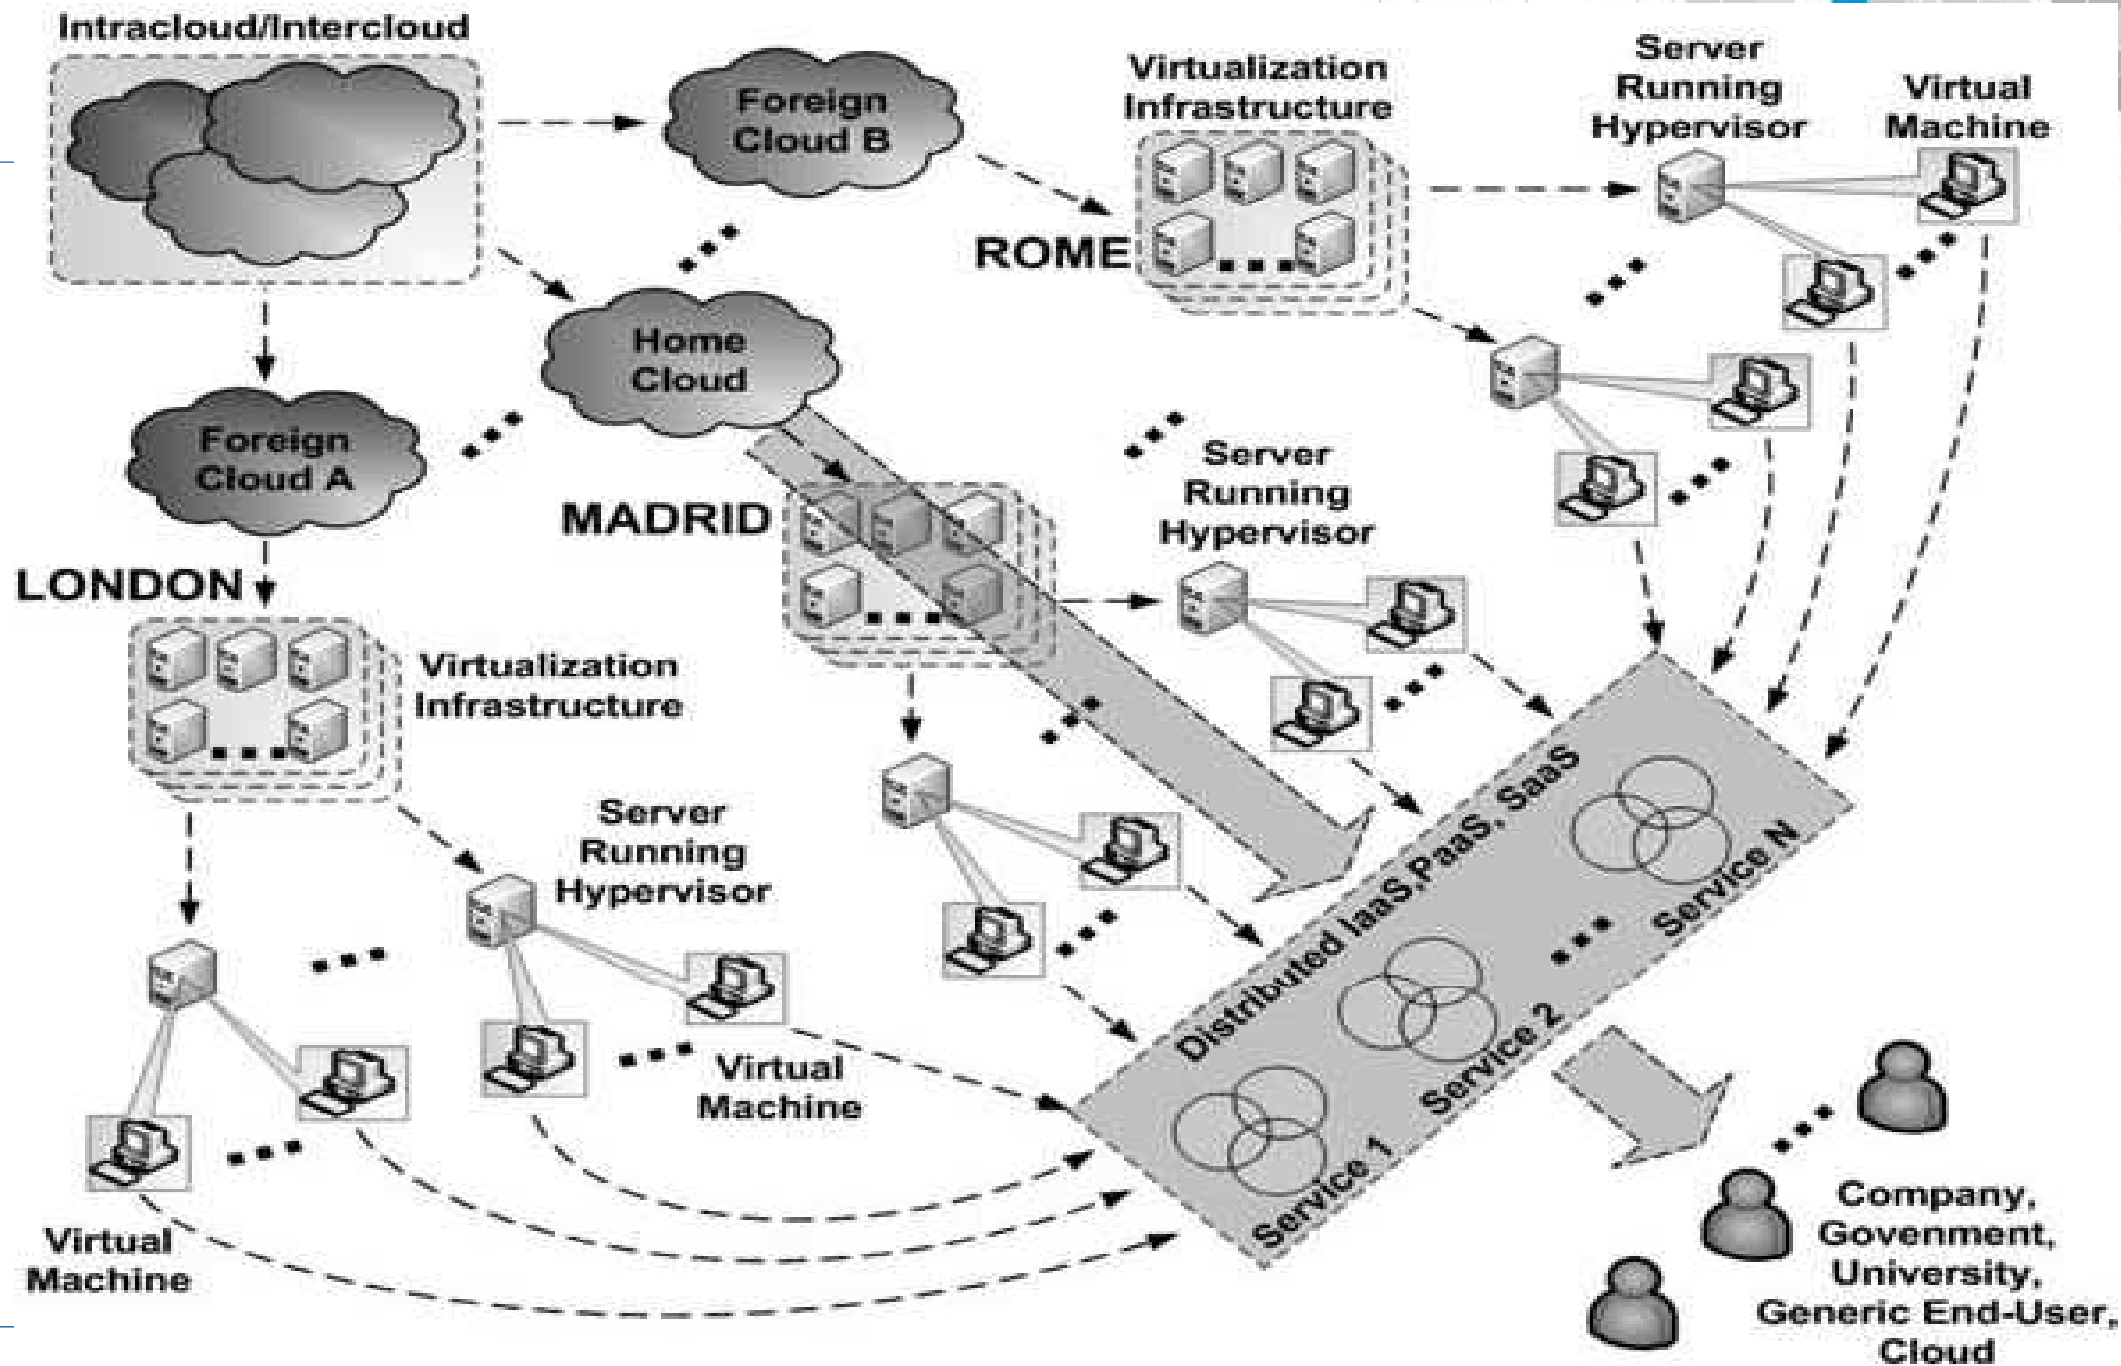 Intracloud/Intercloud
Foreign
Cloud B
Virtualization
Infrastructure
Server
Running
Hypervisor
Virtual
Machine
ROME
Home
Cloud
Foreign
Cloud A
MADRID
Server
Running
Hypervisor
LONDON
Virtualization
Infrastructure
Server
Running
Hypervisor
Virtual
Machine
Virtual
Machine
Distributed IaaS,PaaS, SaaS
Service 1
Service 2
Service N
Company,
Govenment,
University,
Generic End-User,
Cloud